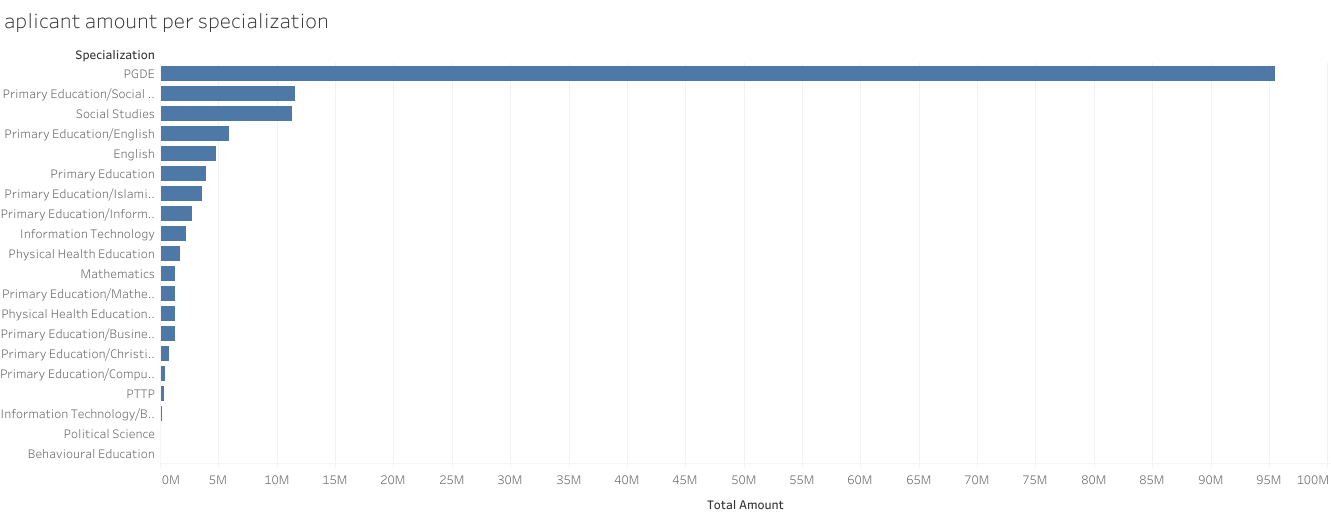 aplicant amount per specialization
Specialization
PGDE
Primary Education/Social ..
Social Studies
Primary Education/English
English
Primary Education
Primary Education/Islami..
Primary Education/Inform..
Information Technology
Physical Health Education
Mathematics
Primary Education/Mathe..
Physical Health Education..
Primary Education/Busine..
Primary Education/Christi..
Primary Education/Compu..
PTTP
Information Technology/B..
Political Science
Behavioural Education
0M 5M 10M 15M 20M 25M 30M 35M 40M 45M 50M 55M 60M 65M 70M 75M 80M 85M 90M 95M 100M
Total Amount